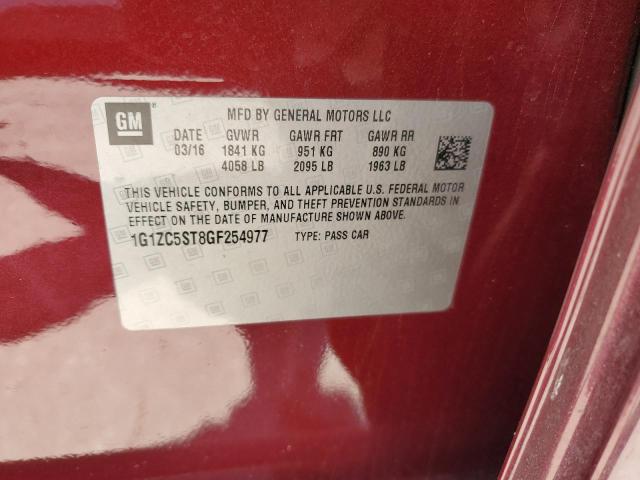 GM
MFD BY GENERAL MOTORS LLC
DATE GVWR GAWR FRT GAWR RR
03/16 1841 KG 951 KG 890 KG
4058 LB 2095 LB 1963 LB
THIS VEHICLE CONFORMS TO ALL APPLICABLE U.S. FEDERAL MOTOR
VEHICLE SAFETY, BUMPER, AND THEFT PREVENTION STANDARDS IN
EFFECT ON THE DATE OF MANUFACTURE SHOWN ABOVE.
1G1ZC5ST8GF254977 TYPE: PASS CAR